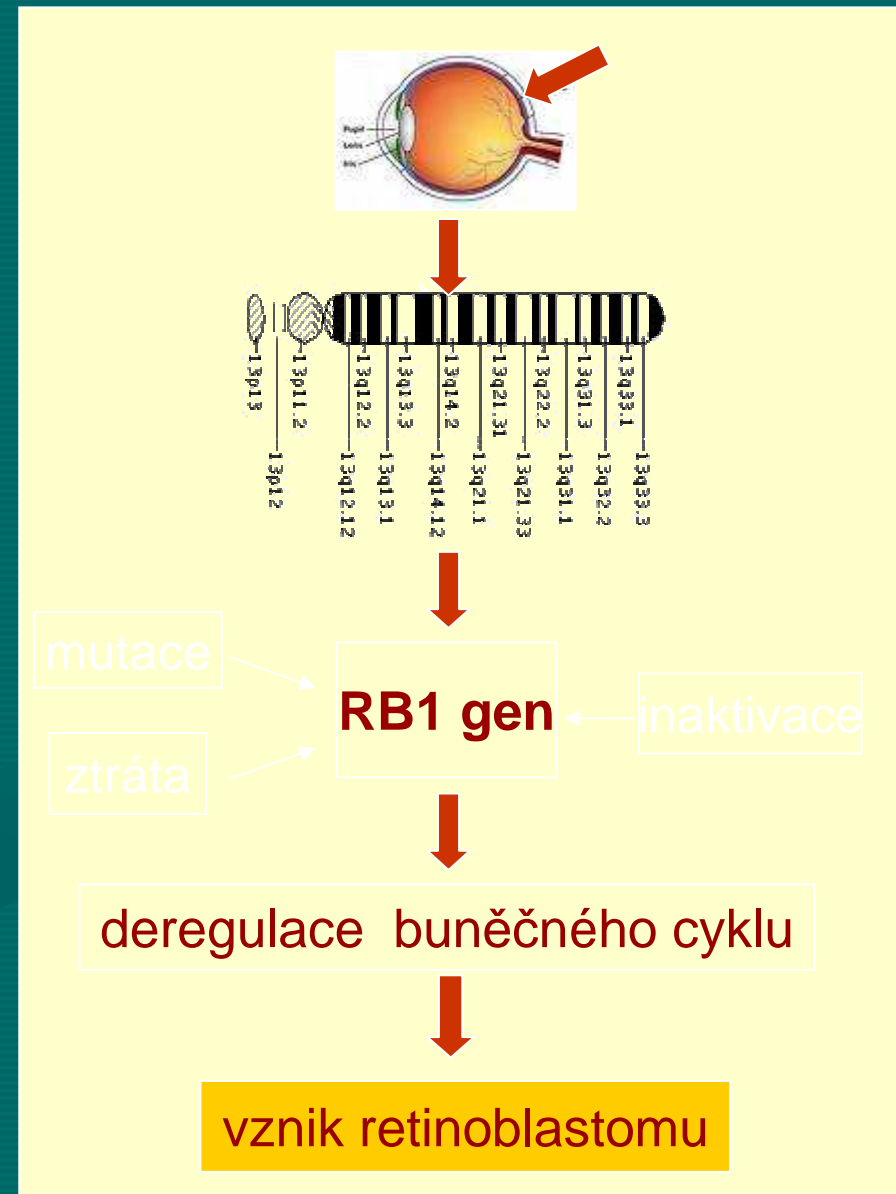 Pupil
Lens
Iris
13p13
13p11.2
13q12.2
13q13.3
13q14.2
13q21.31
13q22.2
13q31.3
13q33.1
13p12
13q12.12
13q13.1
13q14.12
13q21.1
13q21.33
13q31.1
13q32.2
13q33.3
mutace
RB1 gen
inaktivace
ztráta
deregulace buněčného cyklu
vznik retinoblastomu